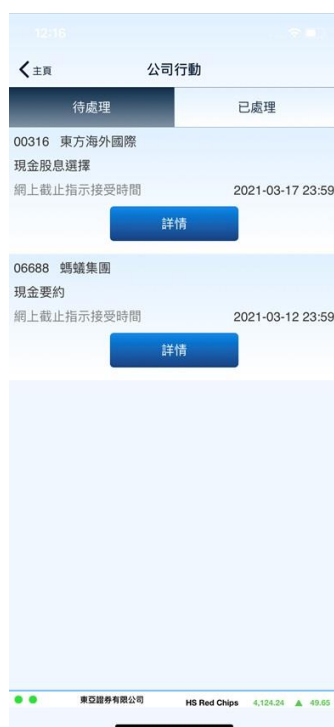 12:16
主頁 公司行動
待處理 已處理
00316 東方海外國際
現金股息選擇
網上截止指示接受時間 2021-03-17 23:59
詳情
06688 螞蟻集團
現金要約
網上截止指示接受時間 2021-03-12 23:59
詳情
東亞證券有限公司 HS Red Chips 4,124.24 ▲ 49.65